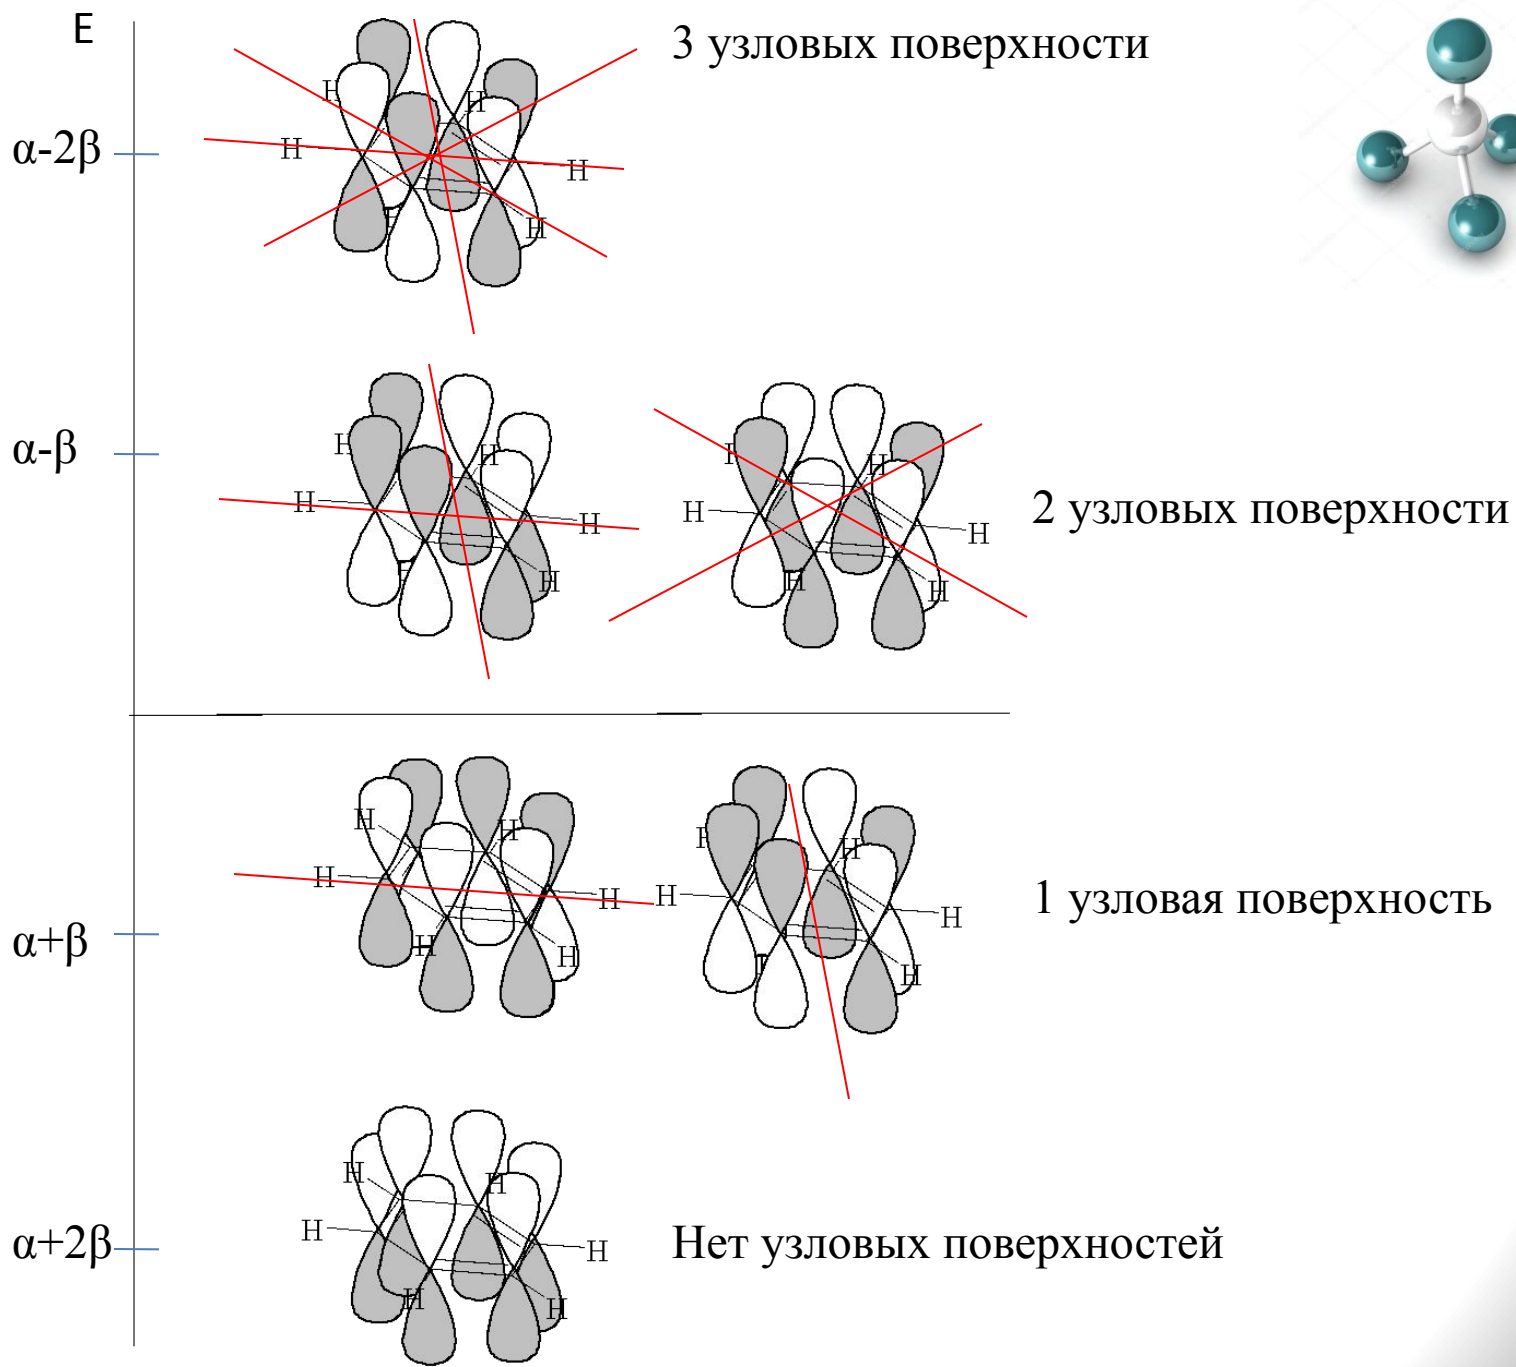 E
3 узловых поверхности
H H
α-2β
H H
H
H H
α-β
H H H H
2 узловых поверхности
H H H
H H
H H
1 узловая поверхность
H H H H
α+β
H H H
H H
α+2β
H H
Нет узловых поверхностей
H H